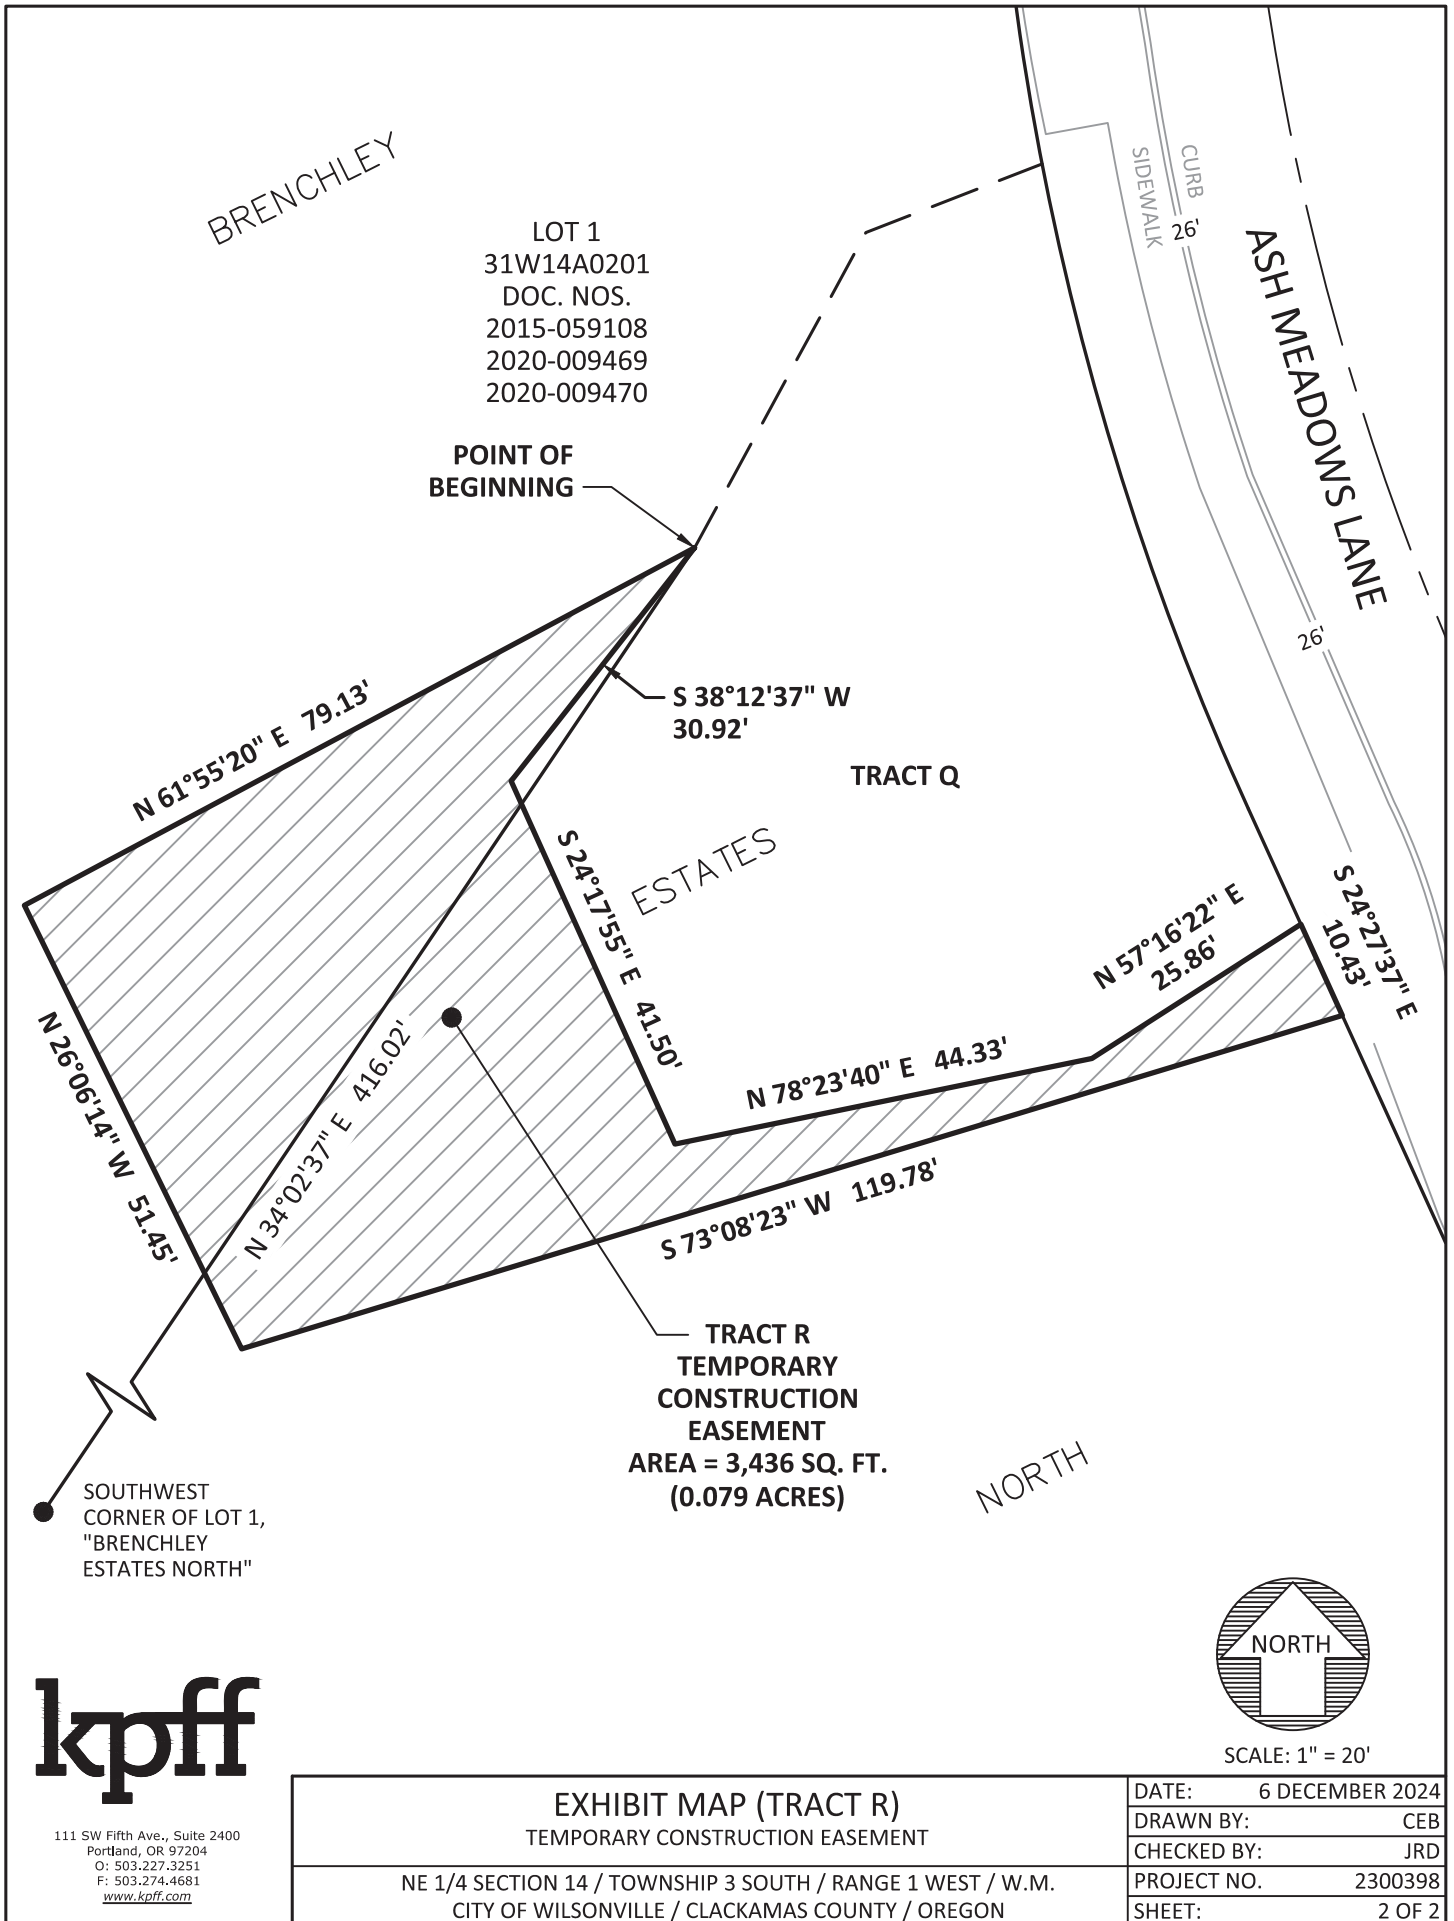 BRENCHLEY
LOT 1
31W14A0201
DOC. NOS.
2015-059108
2020-009469
2020-009470
CURB
SIDEWALK
26'
ASH MEADOWS LANE
26'
POINT OF
BEGINNING
N 61°55'20" E 79.13'
S 38°12'37" W
30.92'
TRACT Q
ESTATES
S 24°17'55" E 41.50'
N 57°16'22" E
25.86'
S 24°27'37" E
10.43'
N 26°06'14" W 51.45'
N 34°02'37" E 416.02'
N 78°23'40" E 44.33'
S 73°08'23" W 119.78'
TRACT R
TEMPORARY
CONSTRUCTION
EASEMENT
AREA = 3,436 SQ. FT.
(0.079 ACRES)
NORTH
SOUTHWEST
CORNER OF LOT 1,
"BRENCHLEY
ESTATES NORTH"
NORTH
SCALE: 1" = 20'
kpff
111 SW Fifth Ave., Suite 2400
Portland, OR 97204
O: 503.227.3251
F: 503.274.4681
www.kpff.com
EXHIBIT MAP (TRACT R)
TEMPORARY CONSTRUCTION EASEMENT
NE 1/4 SECTION 14 / TOWNSHIP 3 SOUTH / RANGE 1 WEST / W.M.
CITY OF WILSONVILLE / CLACKAMAS COUNTY / OREGON
DATE: 6 DECEMBER 2024
DRAWN BY: CEB
CHECKED BY: JRD
PROJECT NO. 2300398
SHEET: 2 OF 2